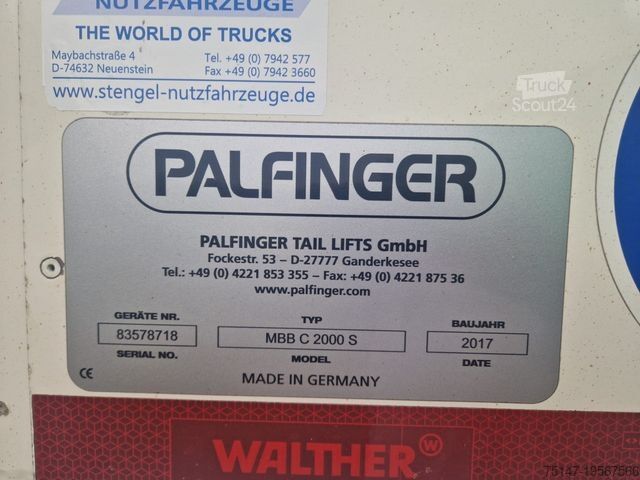 NUTZFAHRZEUGE
THE WORLD OF TRUCKS
Maybachstraße 4
D-74632 Neuenstein
Tel. +49 (0) 7942 577
Fax +49 (0) 7942 3660
www.stengel-nutzfahrzeuge.de
Truck
Scout24
PALFINGER
PALFINGER TAIL LIFTS GmbH
Fockestr. 53 – D-27777 Ganderkesee
Tel.: +49 (0) 4221 853 355 – Fax: +49 (0) 4221 875 36
www.palfinger.com
GERÄTE NR.
83578718
SERIAL NO.
TYP
MBB C 2000 S
MODEL
BAUJAHR
2017
DATE
CE
MADE IN GERMANY
WALTHER W
75147-19567566